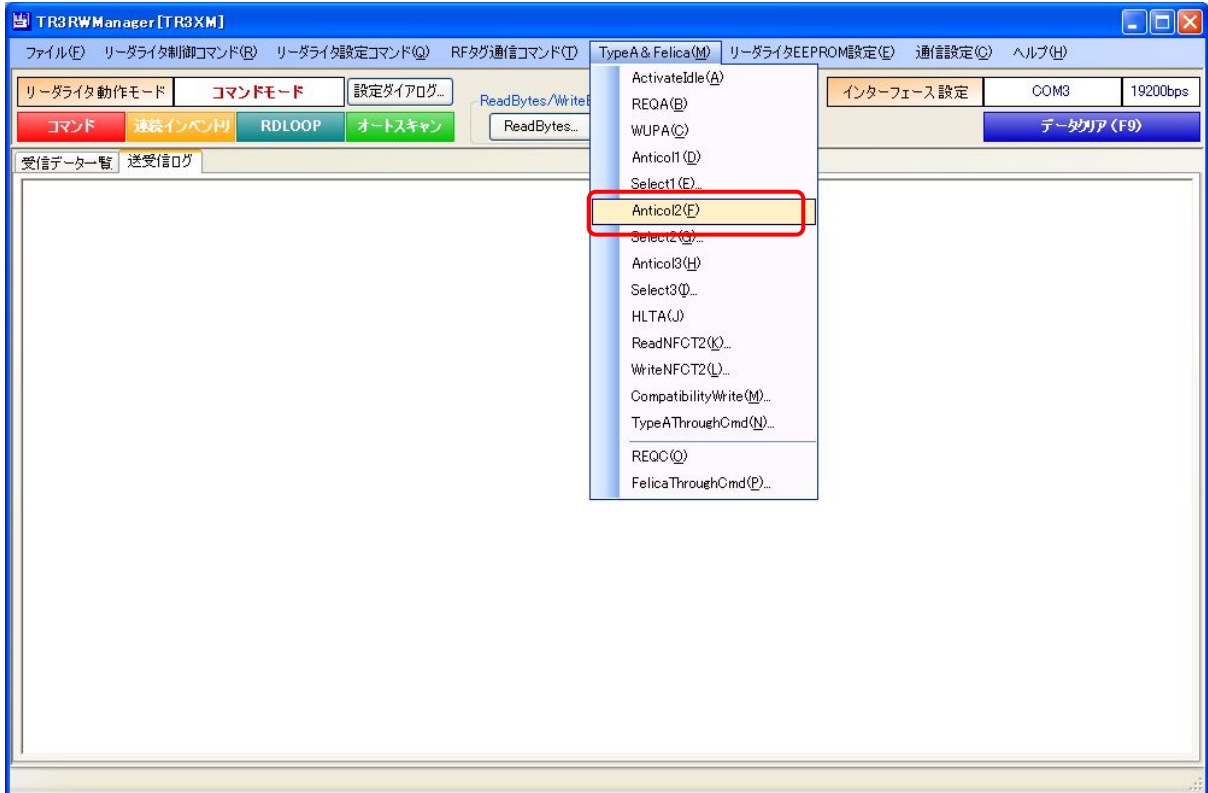 TR3RWManager[TR3XM]
ファイル(F) リーダライタ制御コマンド(R) リーダライタ設定コマンド(Q) RFタグ通信コマンド(T) TypeA & Felica(M) リーダライタEEPROM設定(E) 通信設定(C) ヘルプ(H)
リーダライタ動作モード コマンドモード 設定ダイアログ... ReadBytes/Write インターフェース設定 COM3 19200bps
コマンド 連続インベントリ RDLOOP オートスキャン ReadBytes... データクリア (F9)
受信データ一覧 送受信ログ
ActivateIdle(A)
REQA(B)
WUPA(C)
Anticol1(D)
Select1(E)...
Anticol2(F)
Select2(G)...
Anticol3(H)
Select3(I)...
HLTA(J)
ReadNFCT2(K)...
WriteNFCT2(L)...
CompatibilityWrite(M)...
TypeAThroughCmd(N)...
REQC(O)
FelicaThroughCmd(P)...